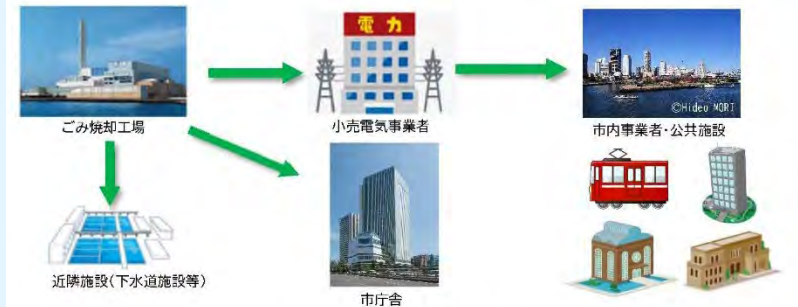 電力
©Hideo MORI
ごみ焼却工場
小売電気事業者
市内事業者・公共施設
近隣施設(下水道施設等)
市庁舎